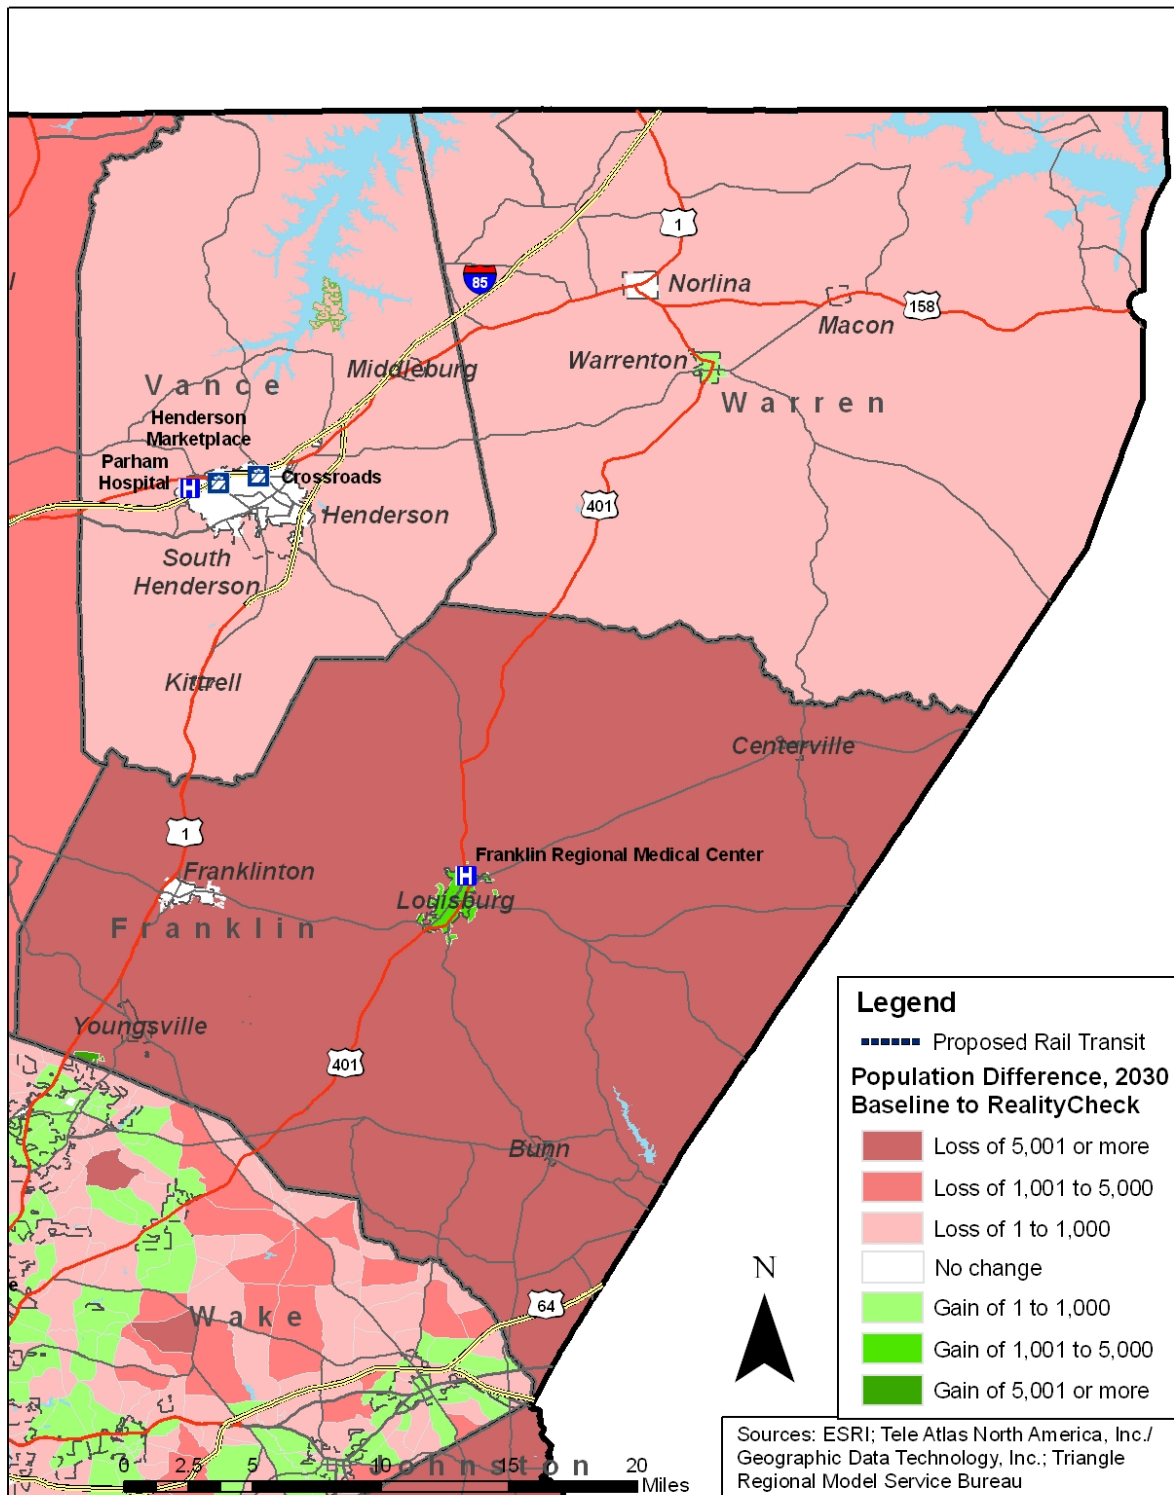 1
85
Norlina
158
Macon
Warrenton
Middleburg
Vance
Warren
Henderson
Marketplace
Parham
Hospital
H
Crossroads
401
Henderson
South
Henderson
Kittrell
Centerville
1
Franklinton
Franklin Regional Medical Center
H
Louisburg
Franklin
Youngsville
401
Bunn
64
Wake
Johnston
N
Legend
Proposed Rail Transit
Population Difference, 2030
Baseline to RealityCheck
Loss of 5,001 or more
Loss of 1,001 to 5,000
Loss of 1 to 1,000
No change
Gain of 1 to 1,000
Gain of 1,001 to 5,000
Gain of 5,001 or more
0 2.5 5 10 15 20
Miles
Sources: ESRI; Tele Atlas North America, Inc./
Geographic Data Technology, Inc.; Triangle
Regional Model Service Bureau